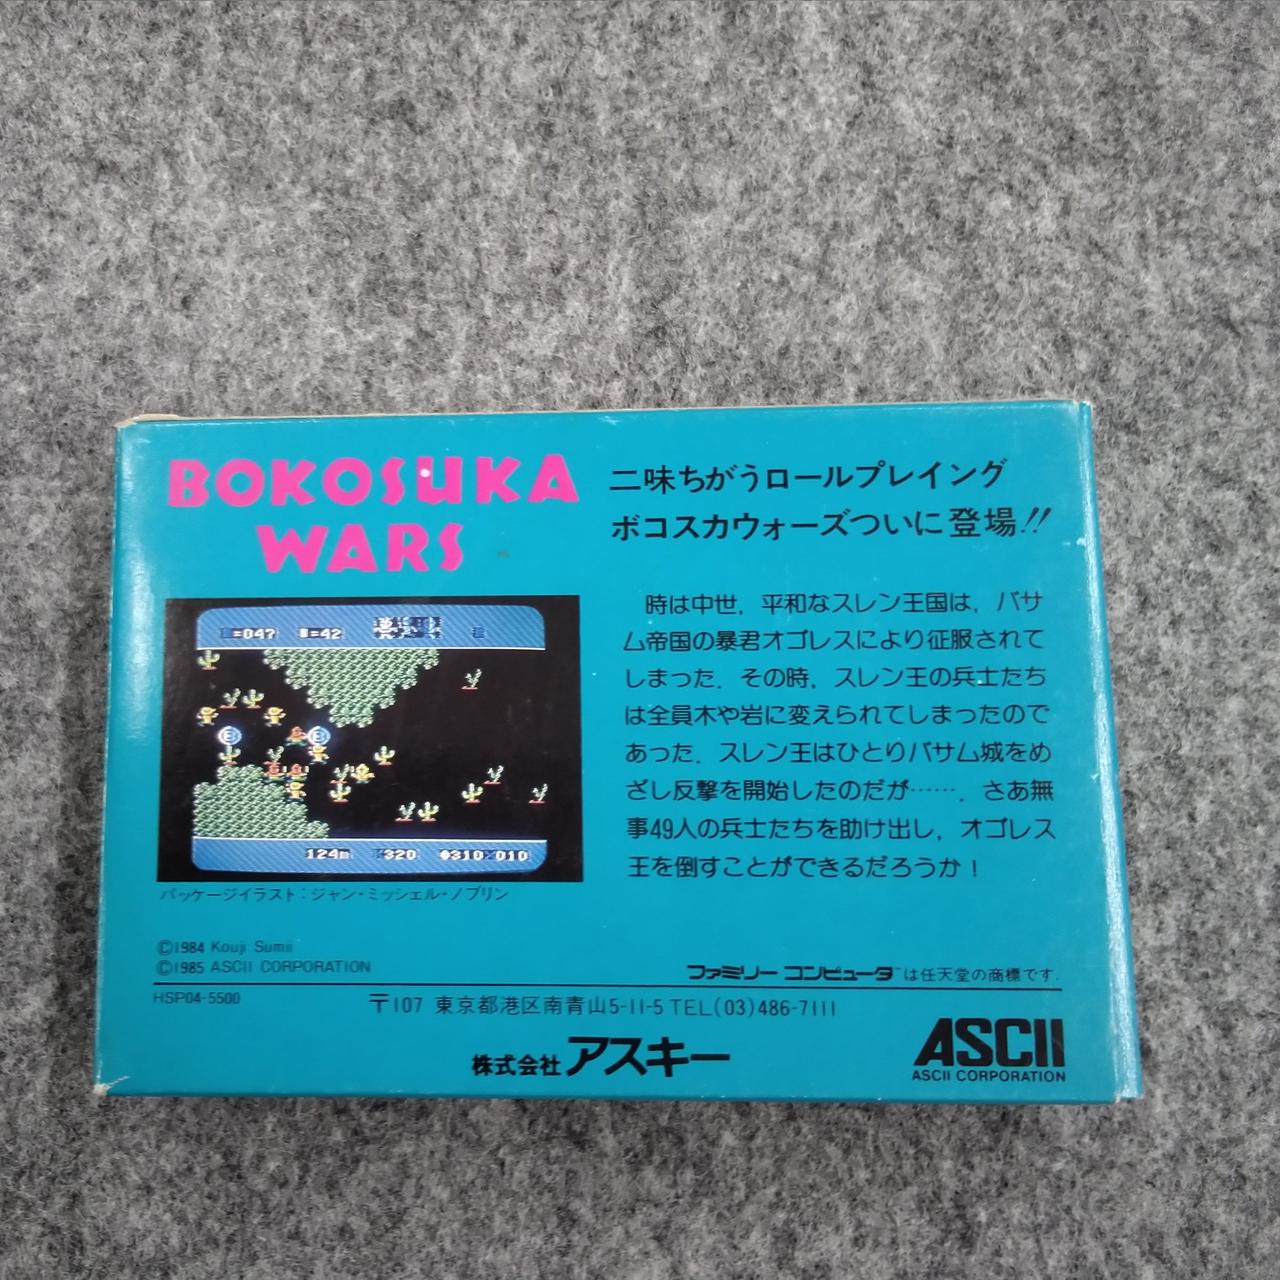 BOKOSUKA
WARS
二味ちがうロールプレイング
ボコスカウォーズついに登場!!
時は中世，平和なスレン王国は，バサ
ム帝国の暴君オゴレスにより征服されて
しまった．その時，スレン王の兵士たち
は全員木や岩に変えられてしまったので
あった．スレン王はひとりバサム城をめ
ざし反撃を開始したのだが……．さあ無
事49人の兵士たちを助け出し，オゴレス
王を倒すことができるだろうか！
=047 =42
124m 320 310 010
パッケージイラスト：ジャン・ミッシェル・ノブリン
©1984 Kouji Sumii
©1985 ASCII CORPORATION
ファミリー コンピュータ™は任天堂の商標です．
HSP04-5500
〒107 東京都港区南青山5-11-5 TEL(03)486-7111
株式会社アスキー
ASCII
ASCII CORPORATION